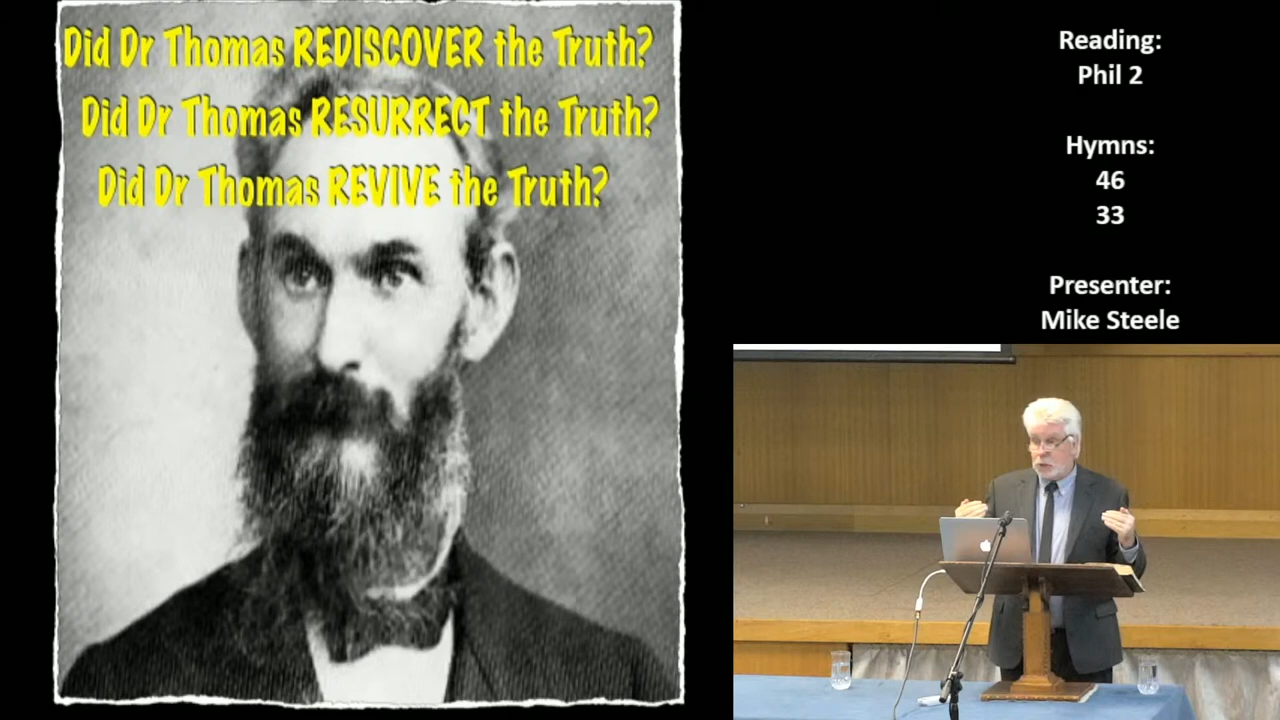 Did Dr Thomas REDISCOVER the Truth?
Did Dr Thomas RESURRECT the Truth?
Did Dr Thomas REVIVE the Truth?
Reading:
Phil 2
Hymns:
46
33
Presenter:
Mike Steele